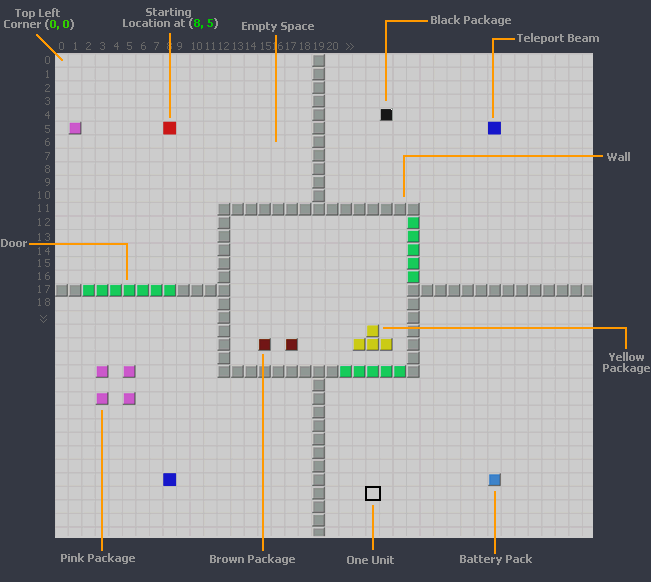 Top Left
Corner (0, 0)
Starting
Location at (8, 5)
Empty Space
Black Package
Teleport Beam
0 1 2 3 4 5 6 7 8 9 10 11 12 13 14 15 16 17 18 19 20 >>
0
1
2
3
4
5
6
7
8
9
10
11
12
13
14
15
16
17
18
Wall
Door
Yellow
Package
Pink Package
Brown Package
One Unit
Battery Pack